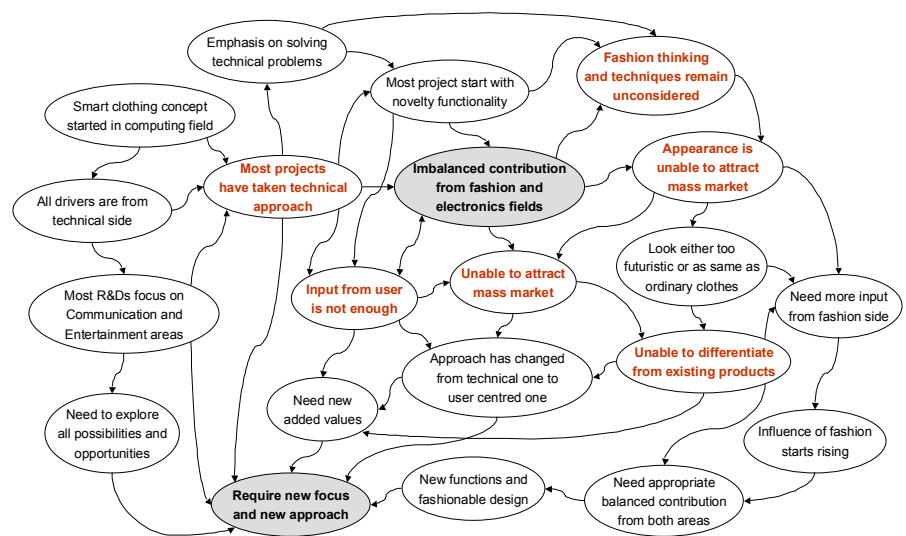 Emphasis on solving
technical problems
Fashion thinking
and techniques remain
unconsidered
Most project start with
novelty functionality
Smart clothing concept
started in computing field
Appearance is
unable to attract
mass market
Most projects
have taken technical
approach
Imbalanced contribution
from fashion and
electronics fields
All drivers are from
technical side
Look either too
futuristic or as same as
ordinary clothes
Unable to attract
mass market
Input from user
is not enough
Most R&Ds focus on
Communication and
Entertainment areas
Need more input
from fashion side
Approach has changed
from technical one to
user centred one
Unable to differentiate
from existing products
Need new
added values
Need to explore
all possibilities and
opportunities
Influence of fashion
starts rising
Require new focus
and new approach
New functions and
fashionable design
Need appropriate
balanced contribution
from both areas